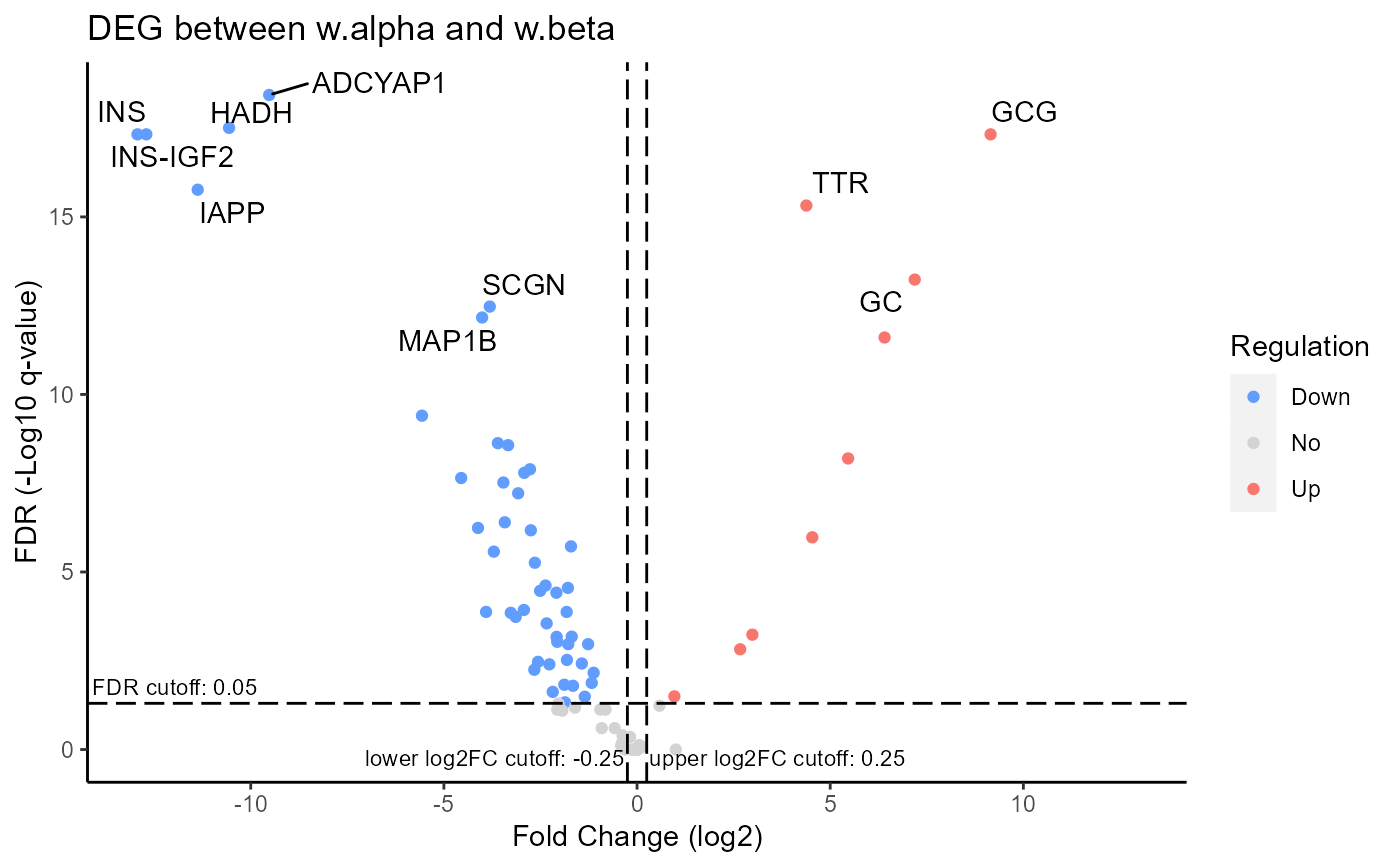 DEG between w.alpha and w.beta
ADCYAP1
INS
HADH
GCG
INS-IGF2
TTR
IAPP
SCGN
GC
MAP1B
FDR cutoff: 0.05
lower log2FC cutoff: -0.25
upper log2FC cutoff: 0.25
FDR (-Log10 q-value)
15
10
5
0
-10
-5
0
5
10
Fold Change (log2)
Regulation
Down
No
Up